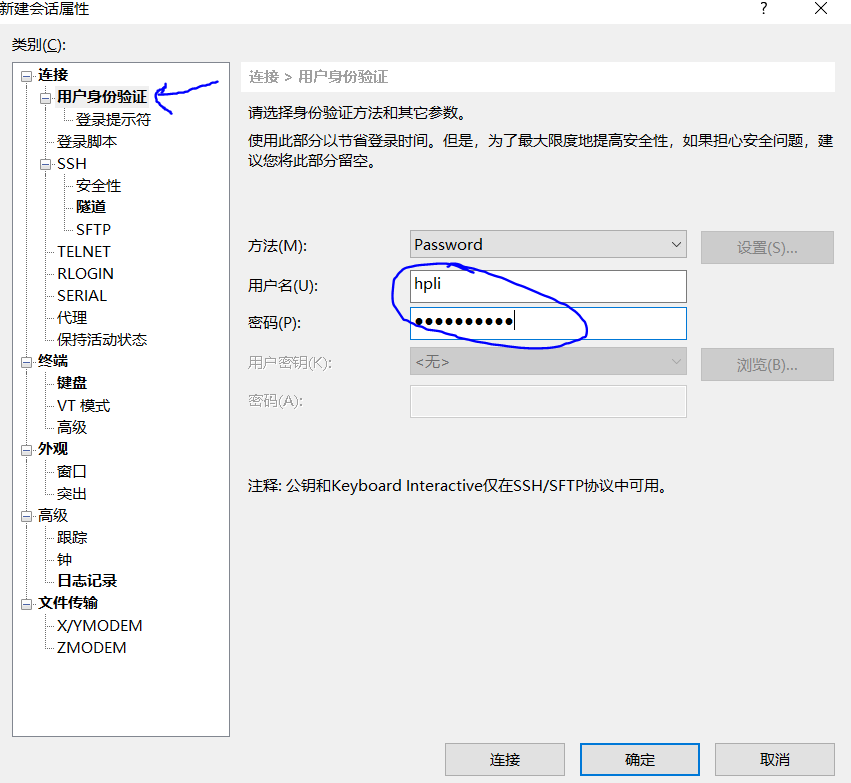 新建会话属性 ? ×
类别(C):
连接
用户身份验证
登录提示符
登录脚本
SSH
安全性
隧道
SFTP
TELNET
RLOGIN
SERIAL
代理
保持活动状态
终端
键盘
VT 模式
高级
外观
窗口
突出
高级
跟踪
钟
日志记录
文件传输
X/YMODEM
ZMODEM
连接 > 用户身份验证
请选择身份验证方法和其它参数。
使用此部分以节省登录时间。但是，为了最大限度地提高安全性，如果担心安全问题，建
议您将此部分留空。
方法(M): Password 设置(S)...
用户名(U): hpli
密码(P): ●●●●●●●●●●
用户密钥(K): <无> 浏览(B)...
密码(A):
注释: 公钥和Keyboard Interactive仅在SSH/SFTP协议中可用。
连接 确定 取消